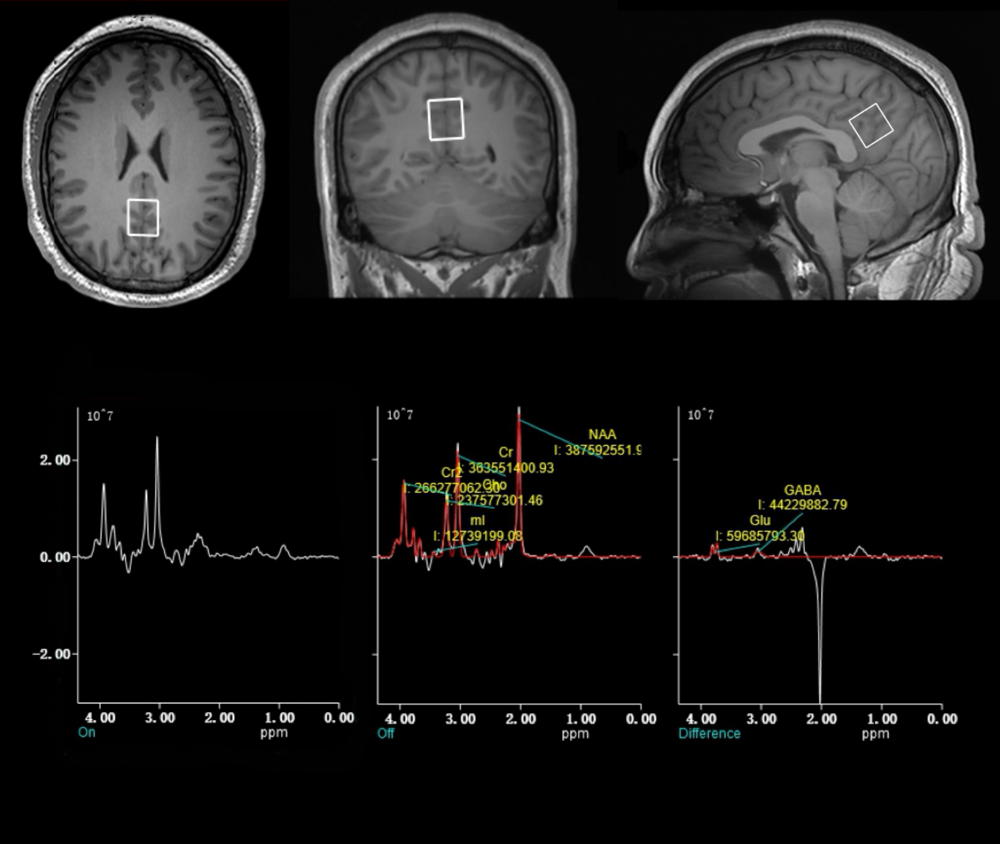 10^7
2.00
0.00
-2.00
4.00 3.00 2.00 1.00 0.00
On ppm
10^7
NAA
I: 387592551.9
Cr
I: 363551400.93
Cr2
I: 266277062.30
Cho
I: 237577301.46
mI
I: 12739199.08
4.00 3.00 2.00 1.00 0.00
Off ppm
10^7
GABA
I: 44229882.79
Glu
I: 59685793.30
4.00 3.00 2.00 1.00 0.00
Difference ppm